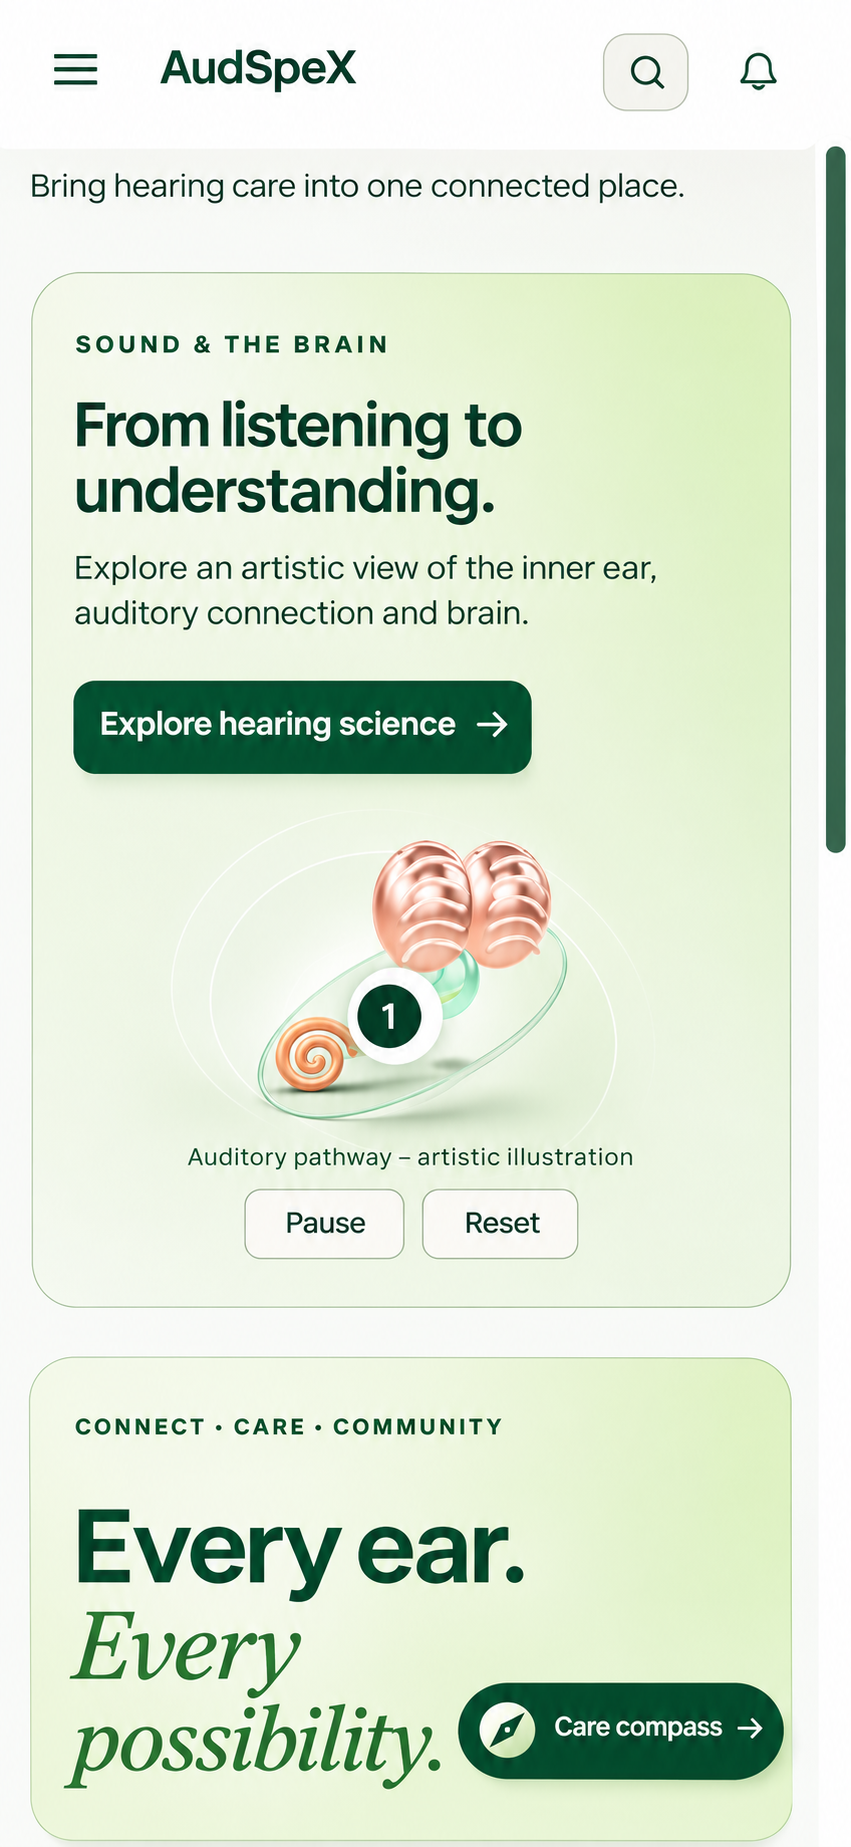 AudSpeX
Bring hearing care into one connected place.
SOUND & THE BRAIN
From listening to
understanding.
Explore an artistic view of the inner ear,
auditory connection and brain.
Explore hearing science →
1
Auditory pathway – artistic illustration
Pause
Reset
CONNECT • CARE • COMMUNITY
Every ear.
Every
possibility.
Care compass →